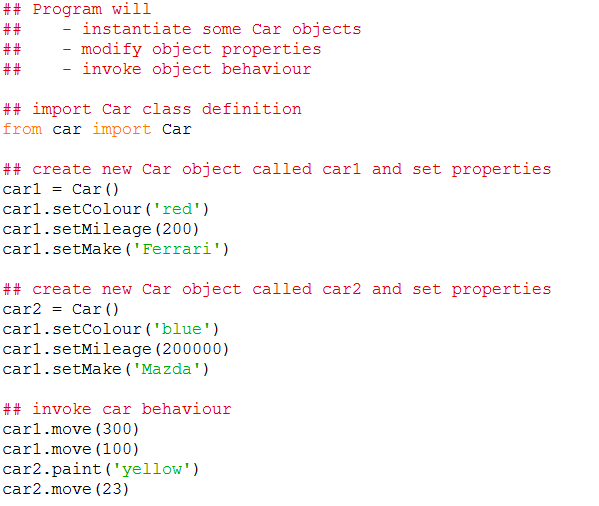 ## Program will
##    - instantiate some Car objects
##    - modify object properties
##    - invoke object behaviour
## import Car class definition
from car import Car
## create new Car object called car1 and set properties
car1 = Car()
car1.setColour('red')
car1.setMileage(200)
car1.setMake('Ferrari')
## create new Car object called car2 and set properties
car2 = Car()
car1.setColour('blue')
car1.setMileage(200000)
car1.setMake('Mazda')
## invoke car behaviour
car1.move(300)
car1.move(100)
car2.paint('yellow')
car2.move(23)